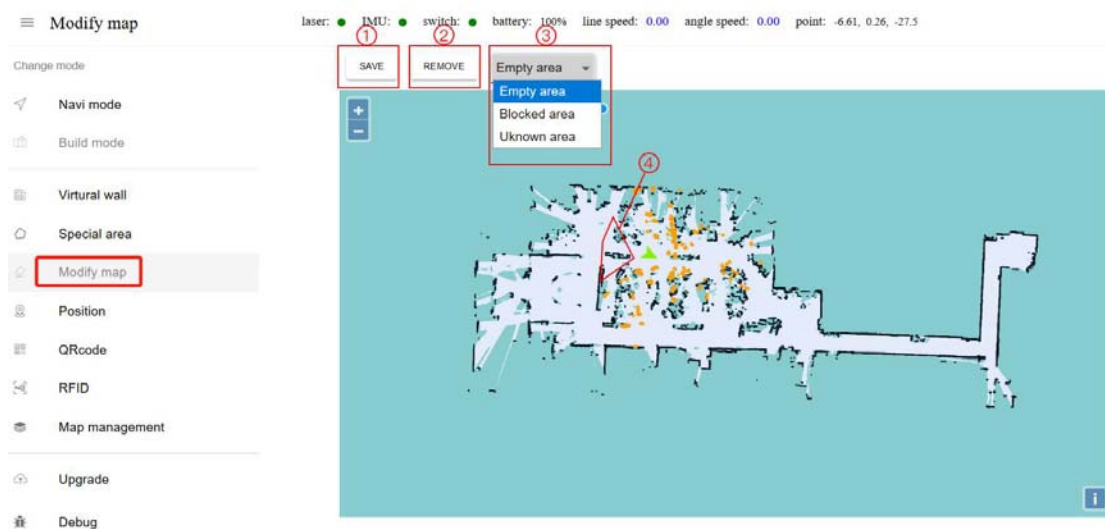 Modify map
laser: IMU: switch: battery: 100% line speed: 0.00 angle speed: 0.00 point: -6.61, 0.26, -27.5
① ② ③
Change mode
SAVE REMOVE Empty area
Empty area
Blocked area
Uknown area
+
−
④
Navi mode
Build mode
Virtural wall
Special area
Modify map
Position
QRcode
RFID
Map management
Upgrade
Debug
i